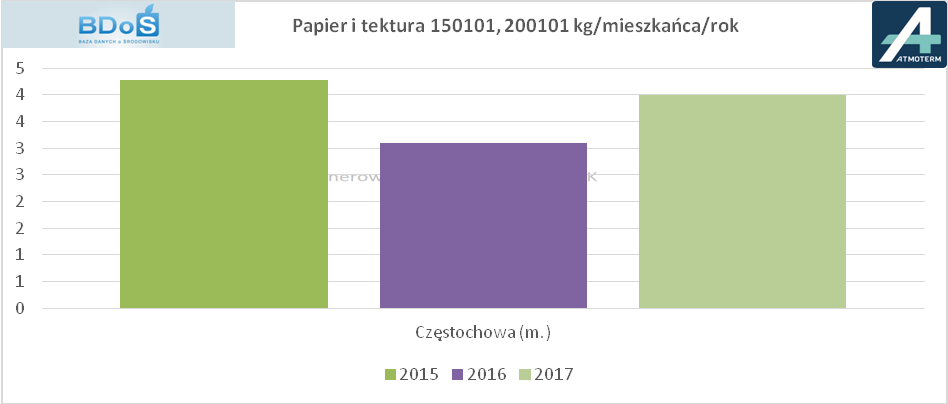 BDoŚ
BAZA DANYCH o ŚRODOWISKU
Papier i tektura 150101, 200101 kg/mieszkańca/rok
ATMOTERM
5
4
4
3
3
2
2
1
1
0
Częstochowa (m.)
2015
2016
2017